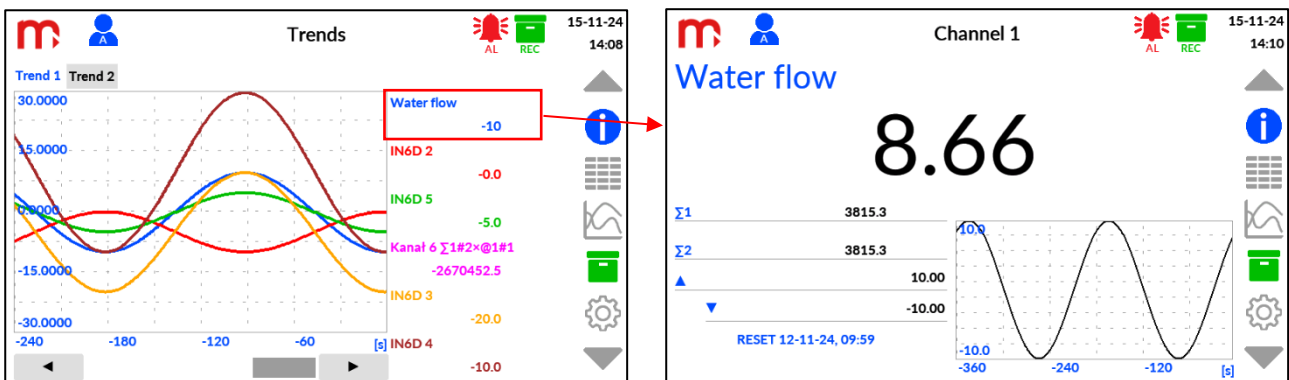 A
Trends
AL
REC
15-11-24
14:08
Trend 1 Trend 2
30.0000
15.0000
0.0000
-15.0000
-30.0000
-240 -180 -120 -60 [s]
Water flow
-10
IN6D 2
-0.0
IN6D 5
-5.0
Kanał 6 ∑1#2×@1#1
-2670452.5
IN6D 3
-20.0
IN6D 4
-10.0
A
Channel 1
AL
REC
15-11-24
14:10
Water flow
8.66
∑1 3815.3
∑2 3815.3
▲ 10.00
▼ -10.00
RESET 12-11-24, 09:59
10.0
-10.0
-360 -240 -120 [s]